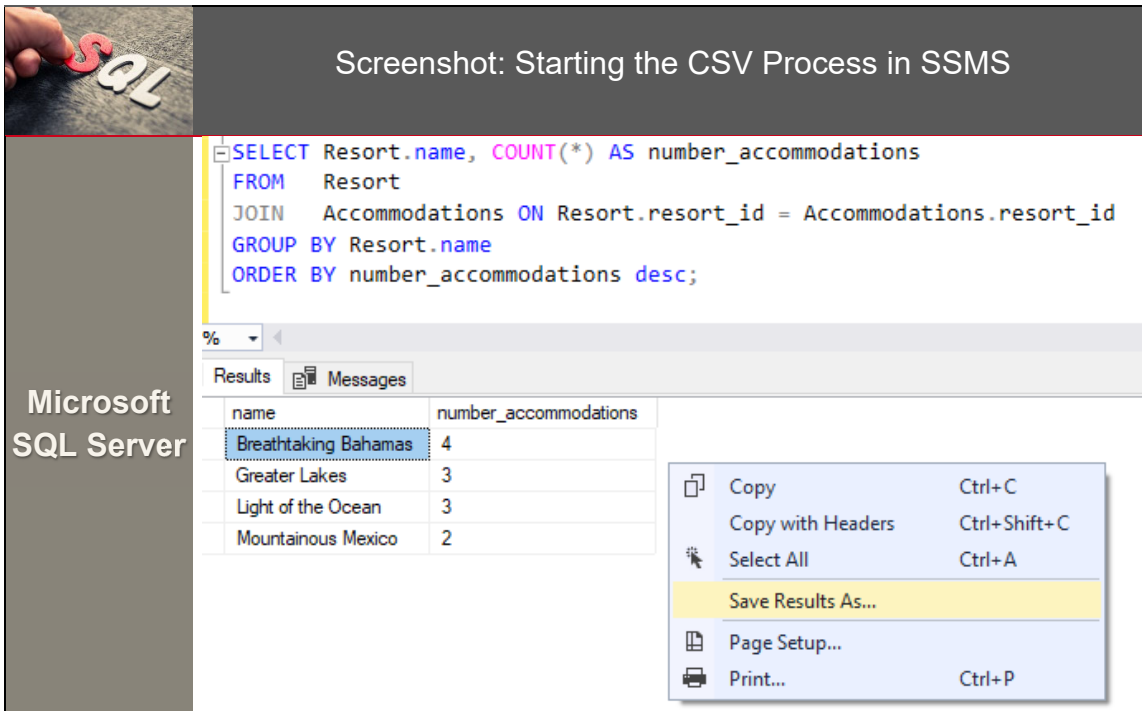 SQL
Screenshot: Starting the CSV Process in SSMS
SELECT Resort.name, COUNT(*) AS number_accommodations
FROM Resort
JOIN Accommodations ON Resort.resort_id = Accommodations.resort_id
GROUP BY Resort.name
ORDER BY number_accommodations desc;
%
Results Messages
Microsoft
SQL Server
name number_accommodations
Breathtaking Bahamas 4
Greater Lakes 3
Light of the Ocean 3
Mountainous Mexico 2
Copy Ctrl+C
Copy with Headers Ctrl+Shift+C
Select All Ctrl+A
Save Results As...
Page Setup...
Print... Ctrl+P